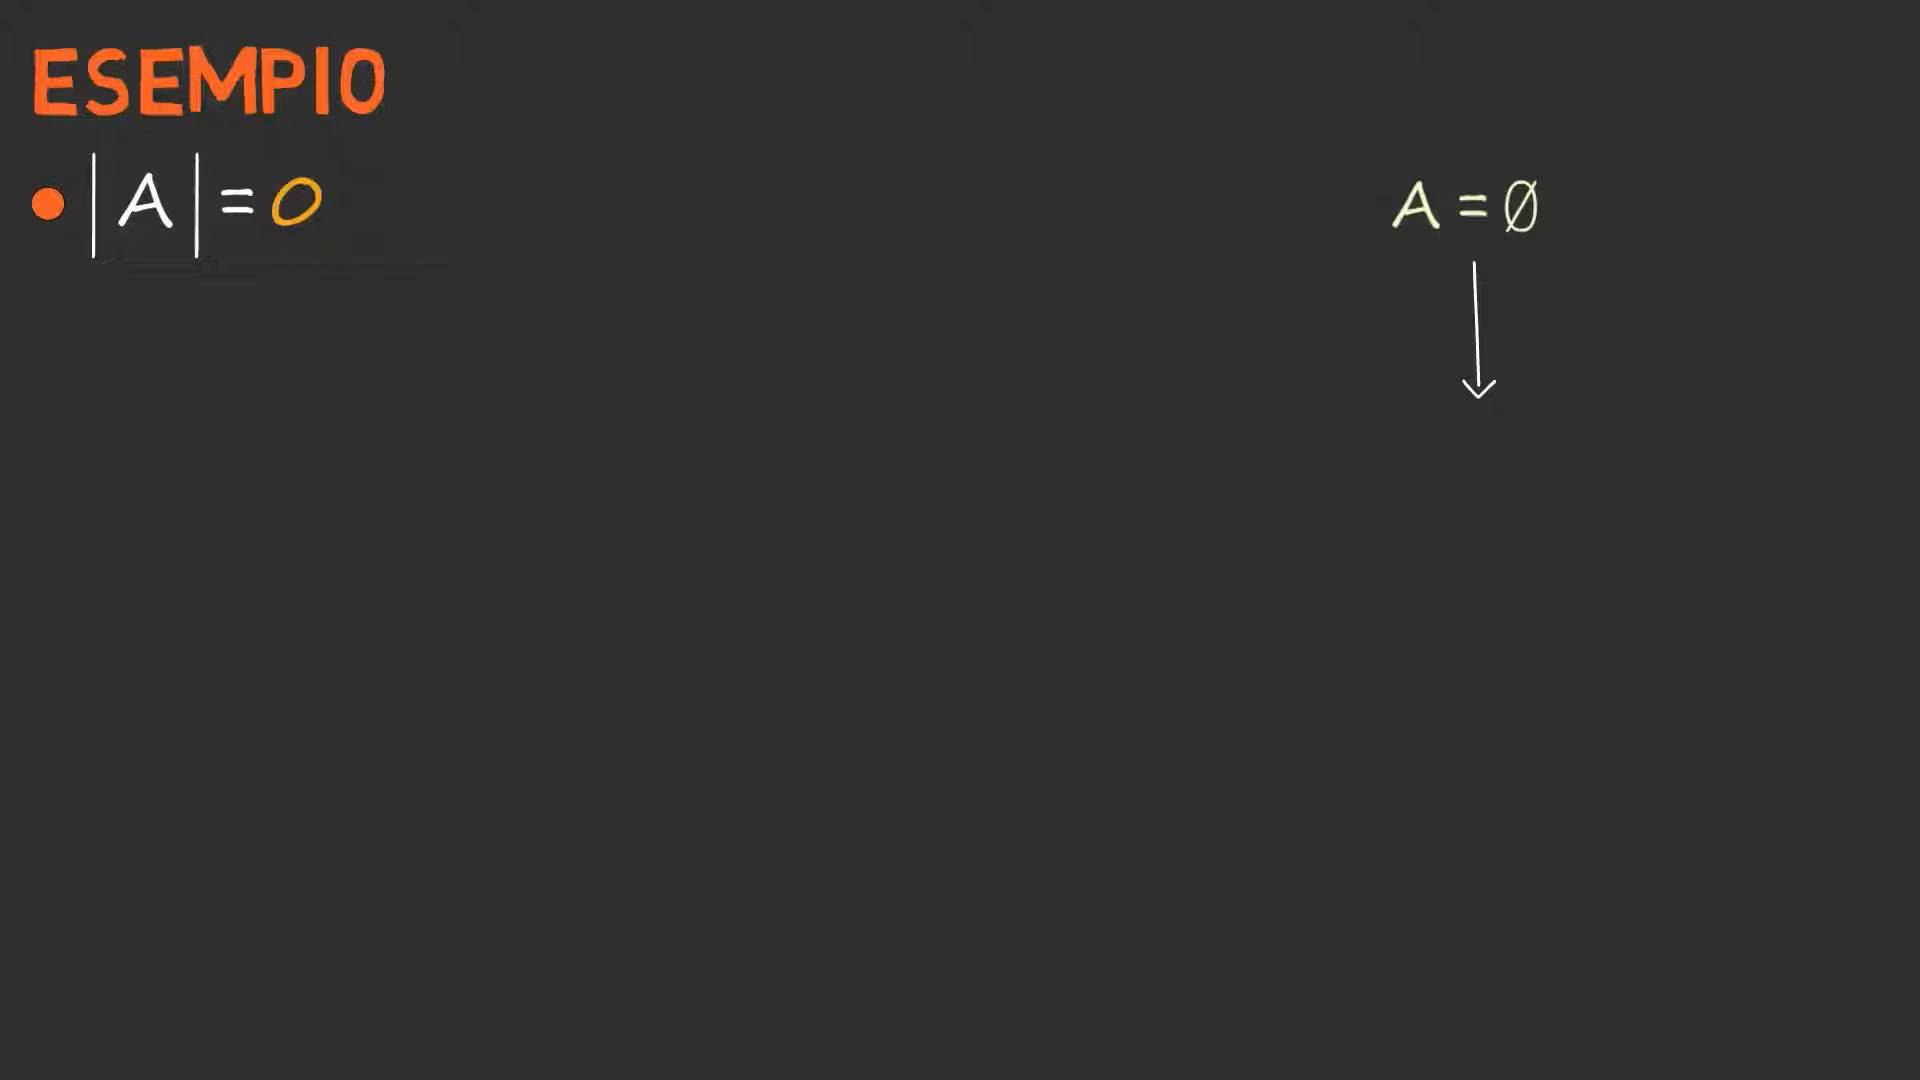 ESEMPIO
|A| = 0
A = Ø